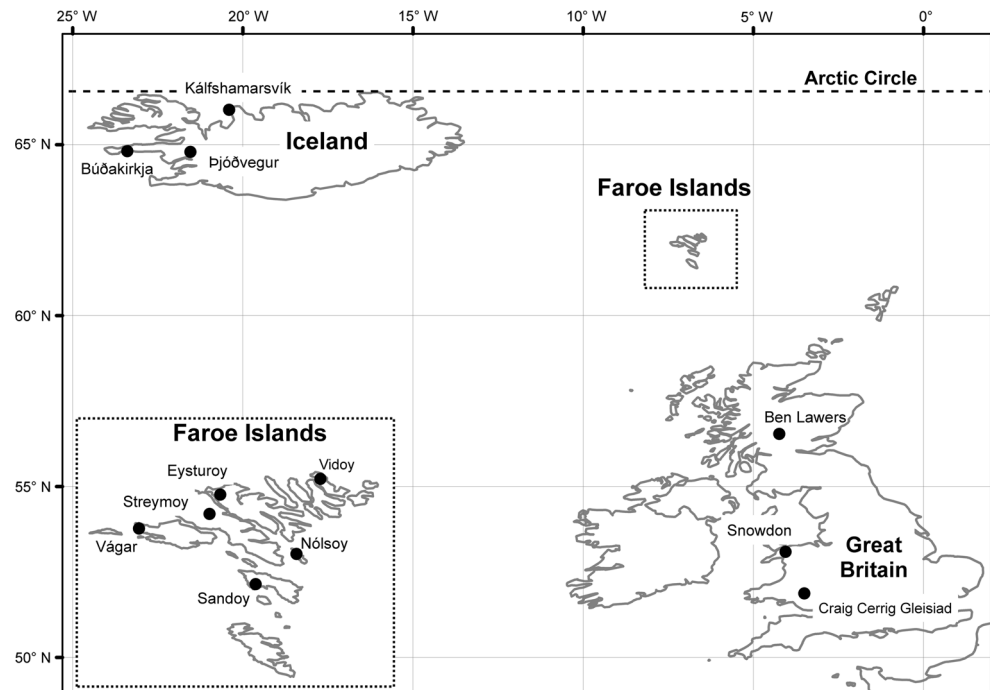 25° W
20° W
15° W
10° W
5° W
0°
Arctic Circle
Kálfshamarsvík
Iceland
65° N
Búðakirkja
Þjóðvegur
Faroe Islands
60° N
Ben Lawers
Faroe Islands
Eysturoy
Vidoy
55° N
Streymoy
Vágar
Nólsoy
Snowdon
Great
Britain
Sandoy
Craig Cerrig Gleisiad
50° N